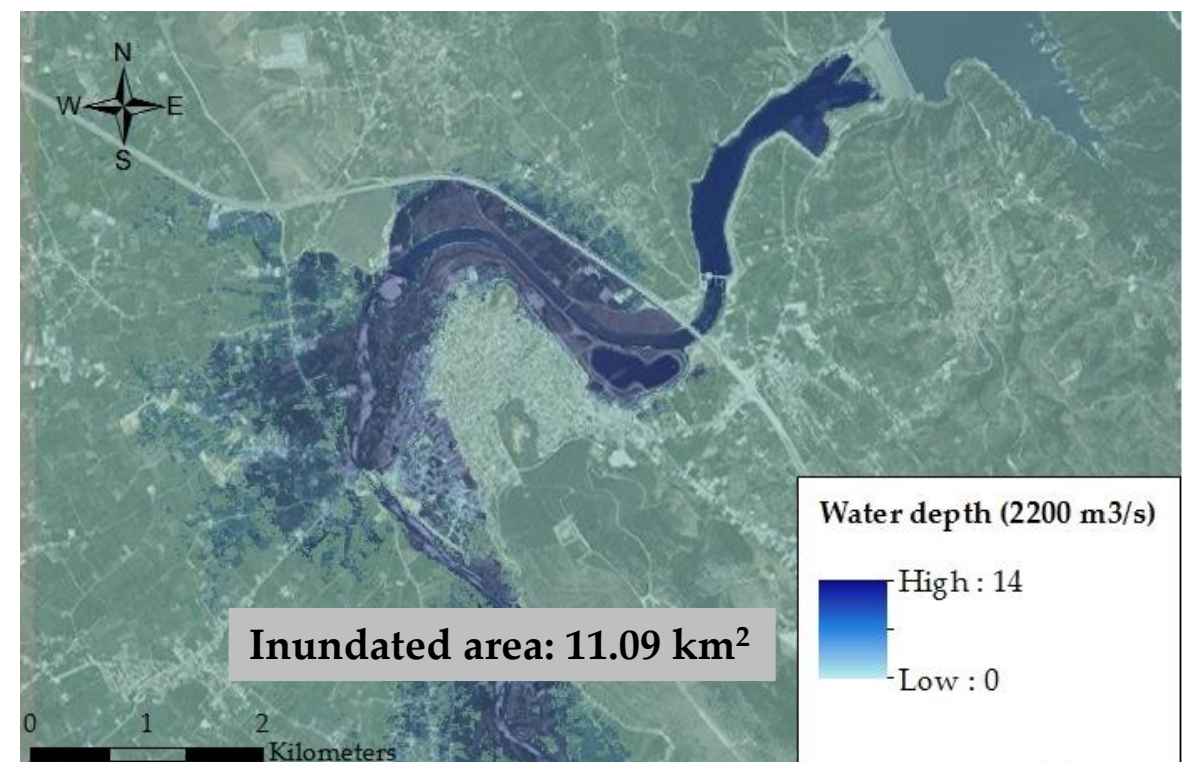 N
W E
S
Water depth (2200 m3/s)
High : 14
Low : 0
Inundated area: 11.09 km²
0 1 2
Kilometers